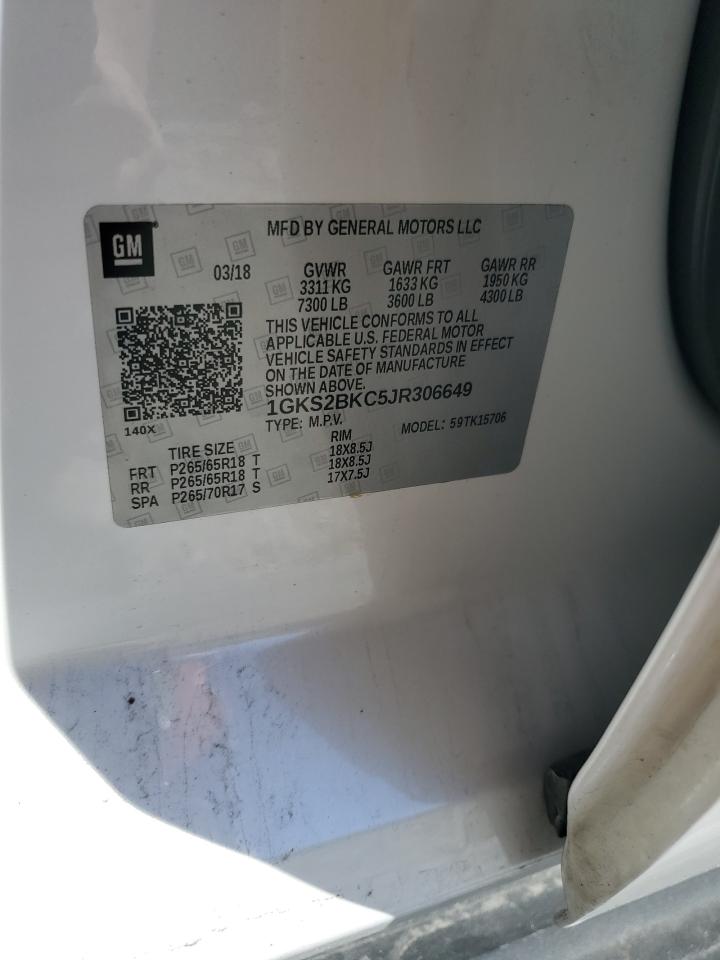 GM
MFD BY GENERAL MOTORS LLC
03/18 GVWR GAWR FRT GAWR RR
3311 KG 1633 KG 1950 KG
7300 LB 3600 LB 4300 LB
THIS VEHICLE CONFORMS TO ALL
APPLICABLE U.S. FEDERAL MOTOR
VEHICLE SAFETY STANDARDS IN EFFECT
ON THE DATE OF MANUFACTURE
SHOWN ABOVE.
1GKS2BKC5JR306649
140X
TYPE: M.P.V. MODEL: 59TK15706
TIRE SIZE RIM
FRT P265/65R18 T 18X8.5J
RR P265/65R18 T 18X8.5J
SPA P265/70R17 S 17X7.5J